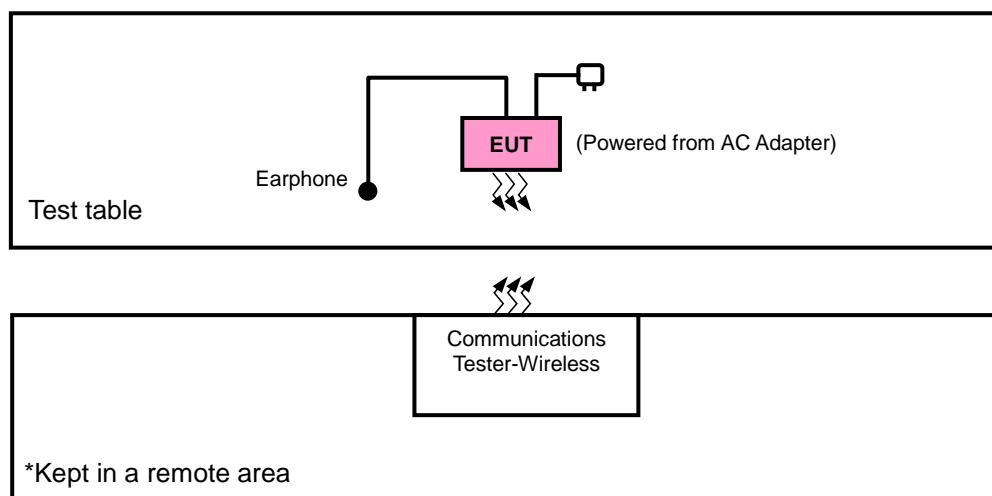 EUT
(Powered from AC Adapter)
Earphone
Test table
Communications
Tester-Wireless
*Kept in a remote area